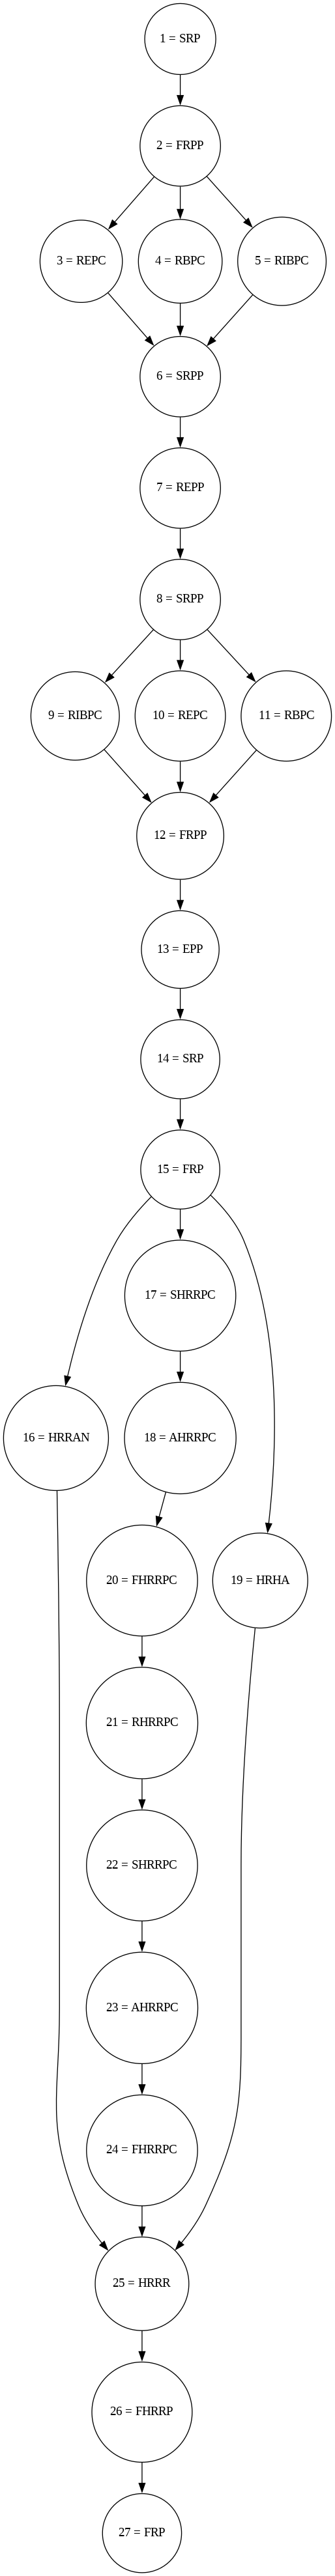 1 = SRP
2 = FRPP
3 = REPC
4 = RBPC
5 = RIBPC
6 = SRPP
7 = REPP
8 = SRPP
9 = RIBPC
10 = REPC
11 = RBPC
12 = FRPP
13 = EPP
14 = SRP
15 = FRP
17 = SHRRPC
16 = HRRAN
18 = AHRRPC
20 = FHRRPC
19 = HRHA
21 = RHRRPC
22 = SHRRPC
23 = AHRRPC
24 = FHRRPC
25 = HRRR
26 = FHRRP
27 = FRP